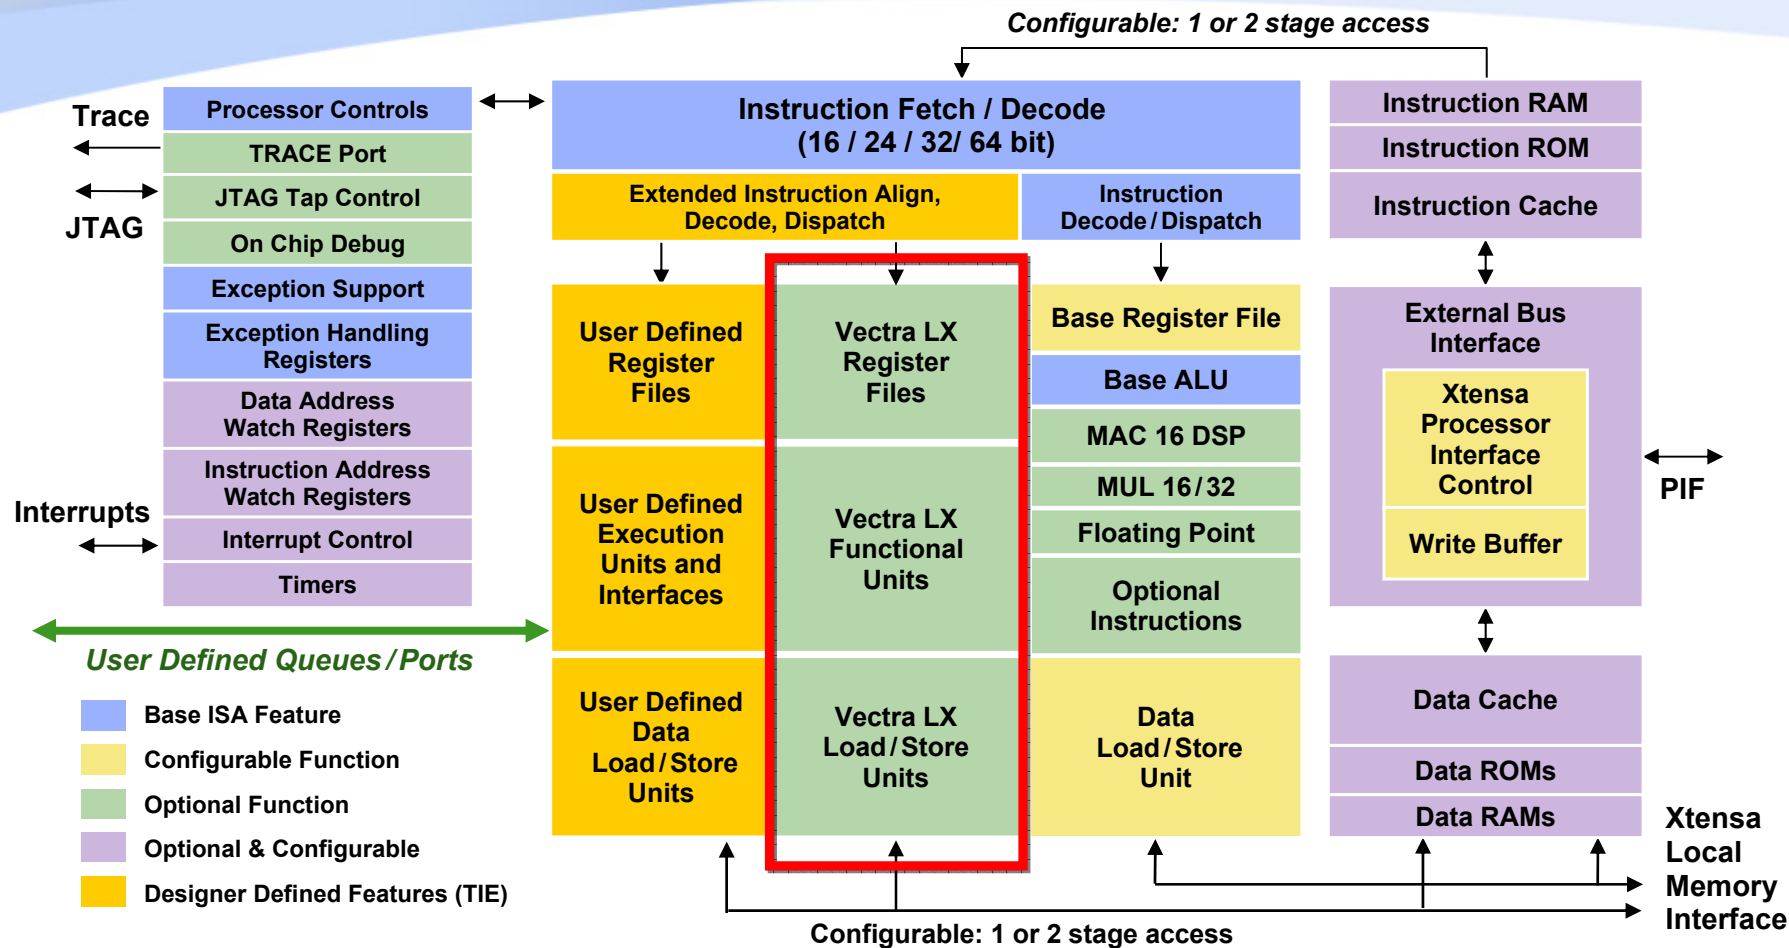 Configurable: 1 or 2 stage access
Trace
JTAG
Interrupts
Processor Controls
TRACE Port
JTAG Tap Control
On Chip Debug
Exception Support
Exception Handling
Registers
Data Address
Watch Registers
Instruction Address
Watch Registers
Interrupt Control
Timers
User Defined Queues/Ports
Base ISA Feature
Configurable Function
Optional Function
Optional & Configurable
Designer Defined Features (TIE)
Instruction Fetch / Decode
(16 / 24 / 32/ 64 bit)
Extended Instruction Align,
Decode, Dispatch
Instruction
Decode/Dispatch
User Defined
Register
Files
User Defined
Execution
Units and
Interfaces
User Defined
Data
Load/Store
Units
Vectra LX
Register
Files
Vectra LX
Functional
Units
Vectra LX
Load/Store
Units
Base Register File
Base ALU
MAC 16 DSP
MUL 16/32
Floating Point
Optional
Instructions
Data
Load/Store
Unit
Instruction RAM
Instruction ROM
Instruction Cache
External Bus
Interface
Xtensa
Processor
Interface
Control
Write Buffer
PIF
Data Cache
Data ROMs
Data RAMs
Xtensa
Local
Memory
Interface
Configurable: 1 or 2 stage access